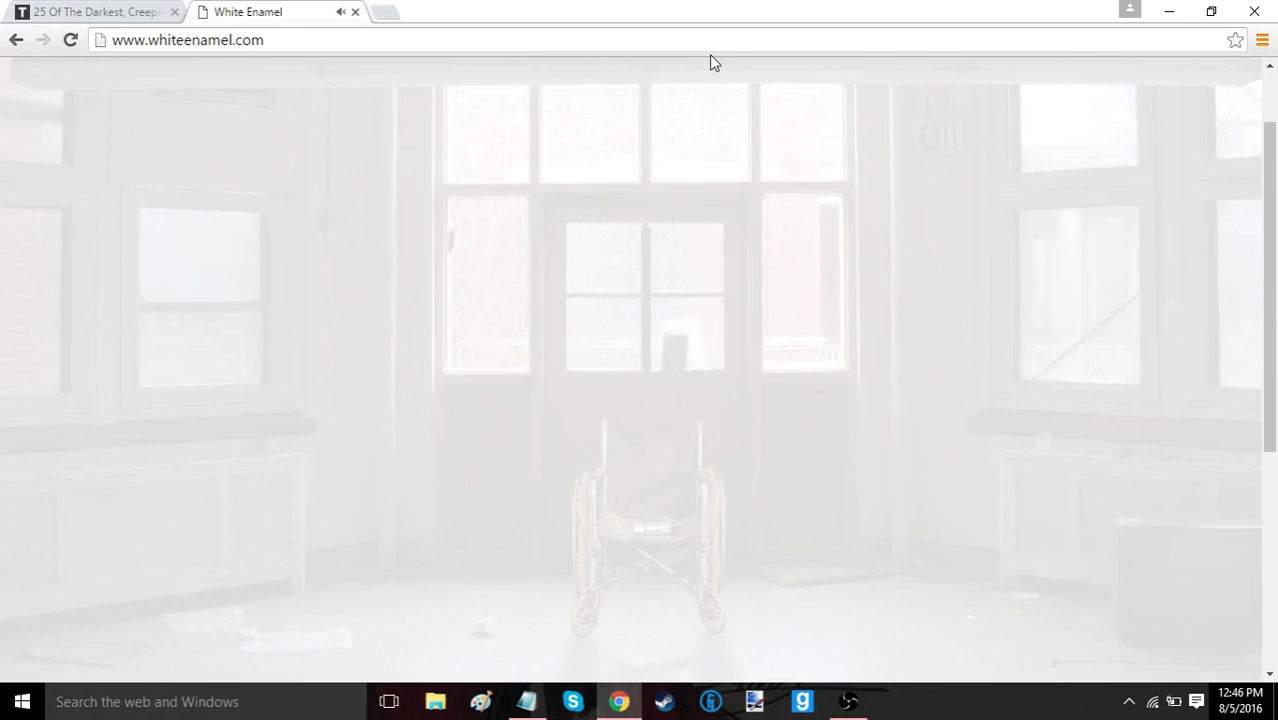 25 Of The Darkest, Creepi
White Enamel
www.whiteenamel.com
EXIT
Search the web and Windows
12:46 PM
8/5/2016